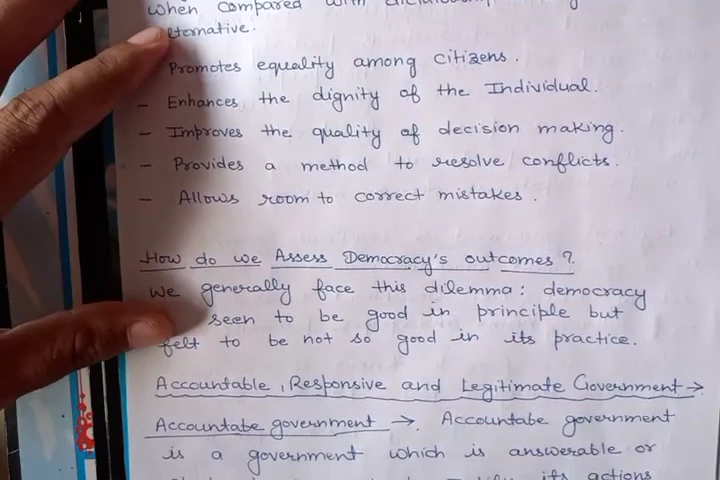 when compared with
lternative.
Promotes equality among citizens.
- Enhances the dignity of the Individual.
- Improves the quality of decision making.
- Provides a method to resolve conflicts.
- Allows room to correct mistakes.
How do we Assess Democracy's outcomes?
We generally face this dilemma: democracy
seen to be good in principle but
felt to be not so good in its practice.
Accountable, Responsive and Legitimate Government →
Accountabe government →. Accountabe government
is a government which is answerable or
its actions